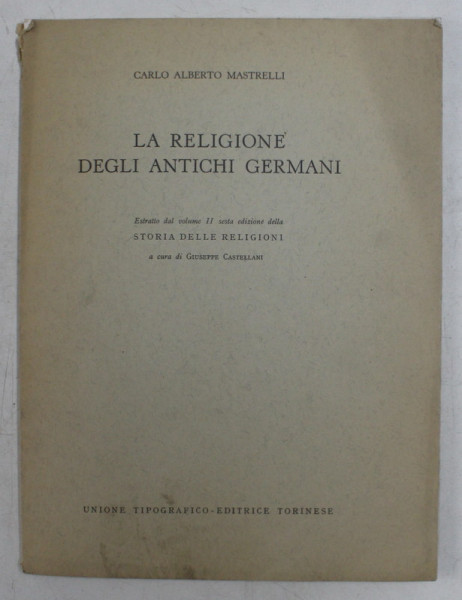 CARLO ALBERTO MASTRELLI
LA RELIGIONE
DEGLI ANTICHI GERMANI
Estratto dal volume II sesta edizione della
STORIA DELLE RELIGIONI
a cura di GIUSEPPE CASTELLANI
UNIONE TIPOGRAFICO-EDITRICE TORINESE